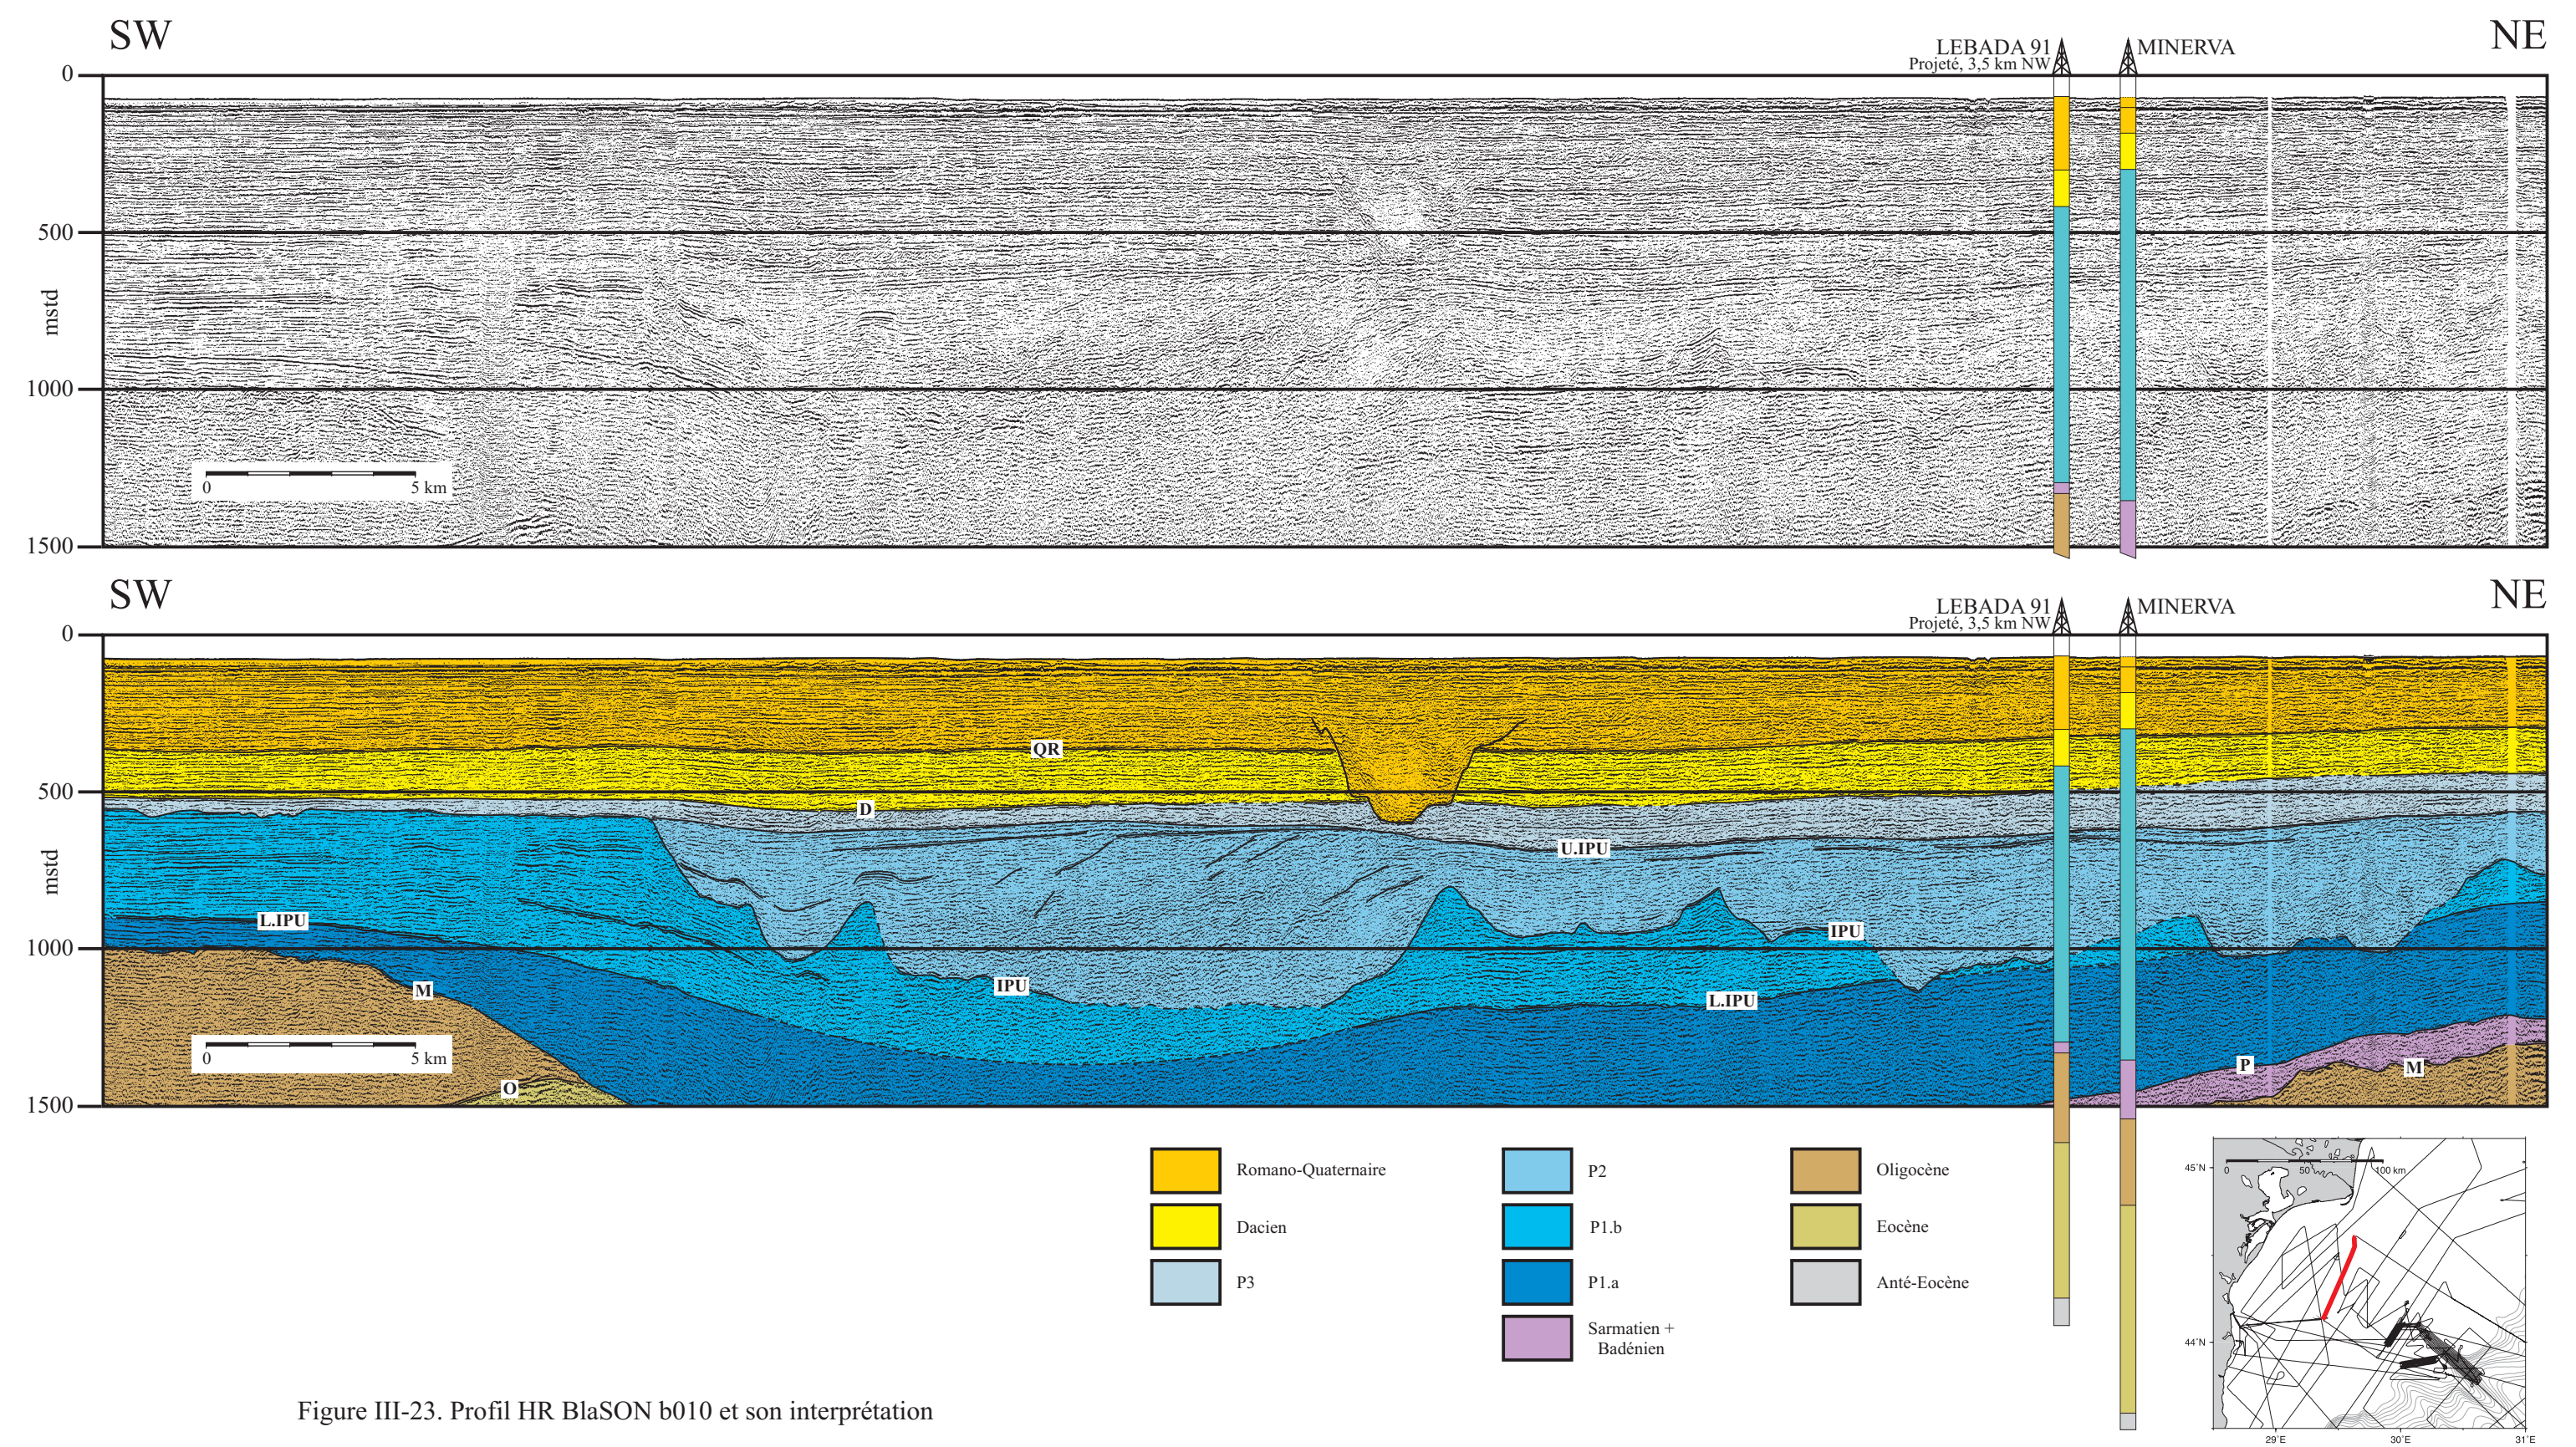 SW
LEBADA 91
Projeté, 3,5 km NW
MINERVA
NE
0
500
mstd
1000
0 5 km
1500
SW
LEBADA 91
Projeté, 3,5 km NW
MINERVA
NE
0
QR
500
D
U.IPU
mstd
L.IPU
IPU
1000
M
IPU
L.IPU
0 5 km
P
M
O
1500
Romano-Quaternaire
P2
Oligocène
Dacien
P1.b
Eocène
P3
P1.a
Anté-Eocène
Sarmatien +
Badénien
45˚N
0 50 100 km
44˚N
29˚E 30˚E 31˚E
Figure III-23. Profil HR BlaSON b010 et son interprétation